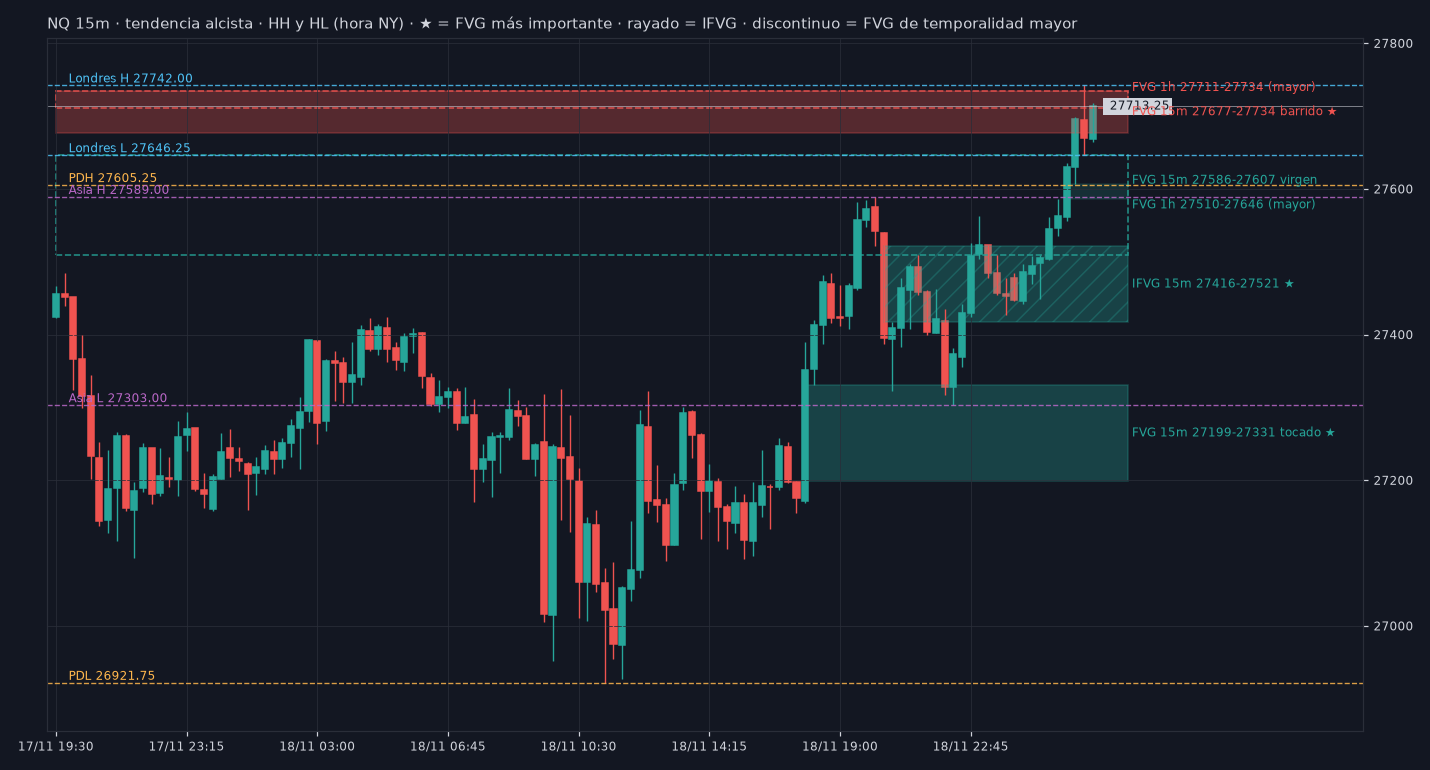 NQ 15m · tendencia alcista · HH y HL (hora NY) · ★ = FVG más importante · rayado = IFVG · discontinuo = FVG de temporalidad mayor
27800
Londres H 27742.00
FVG 1h 27711-27734 (mayor)
27713.25
FVG 15m 27677-27734 barrido ★
Londres L 27646.25
PDH 27605.25
FVG 15m 27586-27607 virgen
Asia H 27589.00
27600
FVG 1h 27510-27646 (mayor)
IFVG 15m 27416-27521 ★
27400
Asia L 27303.00
FVG 15m 27199-27331 tocado ★
27200
27000
PDL 26921.75
17/11 19:30
17/11 23:15
18/11 03:00
18/11 06:45
18/11 10:30
18/11 14:15
18/11 19:00
18/11 22:45